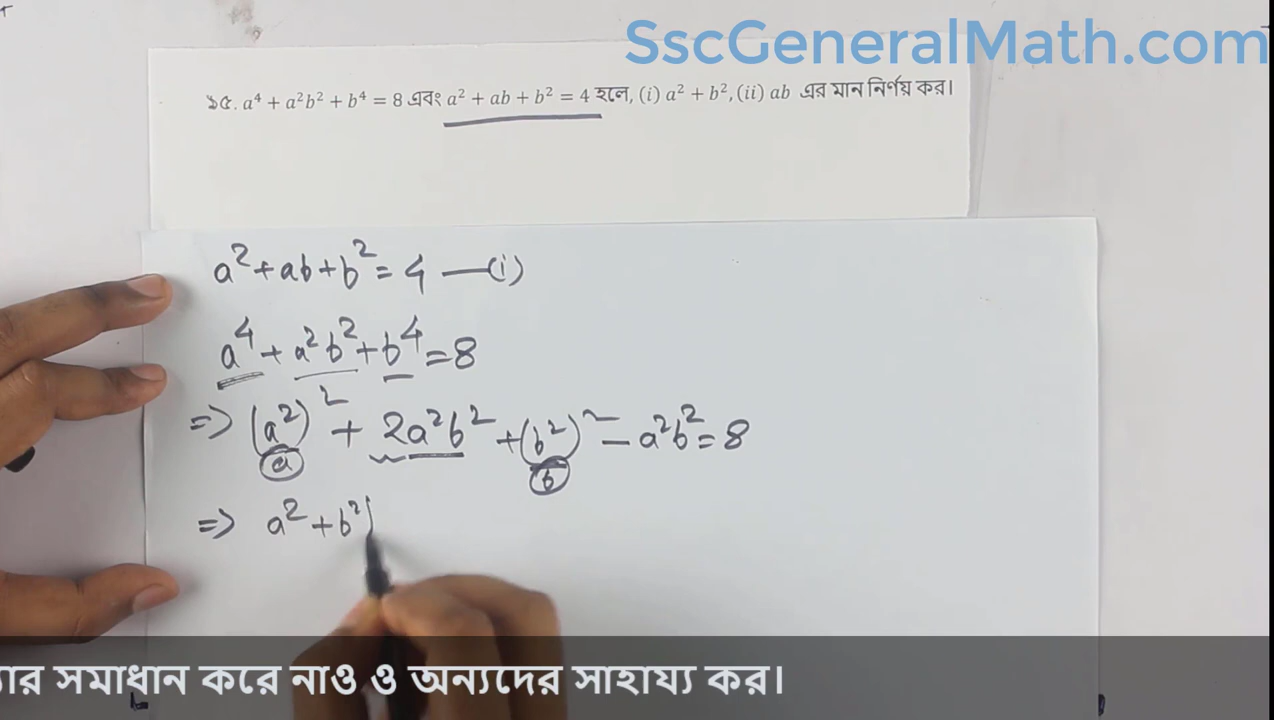 SscGeneralMath.com
১৫. a⁴ + a²b² + b⁴ = 8 এবং a² + ab + b² = 4 হলে, (i) a² + b², (ii) ab এর মান নির্ণয় কর।
a²+ab+b²=4 —(i)
a⁴+a²b²+b⁴=8
=> (a²)²+2a²b²+(b²)²-a²b²=8
a b
=> a²+b²)
সমাধান করে নাও ও অন্যদের সাহায্য কর।